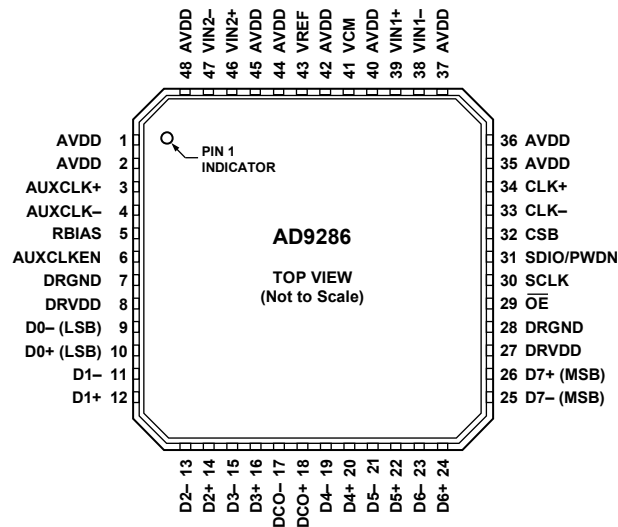 48 AVDD
47 VIN2–
46 VIN2+
45 AVDD
44 AVDD
43 VREF
42 AVDD
41 VCM
40 AVDD
39 VIN1+
38 VIN1–
37 AVDD
AVDD 1
AVDD 2
AUXCLK+ 3
AUXCLK– 4
RBIAS 5
AUXCLKEN 6
DRGND 7
DRVDD 8
D0– (LSB) 9
D0+ (LSB) 10
D1– 11
D1+ 12
PIN 1
INDICATOR
AD9286
TOP VIEW
(Not to Scale)
36 AVDD
35 AVDD
34 CLK+
33 CLK–
32 CSB
31 SDIO/PWDN
30 SCLK
29 O̅E̅
28 DRGND
27 DRVDD
26 D7+ (MSB)
25 D7– (MSB)
D2– 13
D2+ 14
D3– 15
D3+ 16
DCO– 17
DCO+ 18
D4– 19
D4+ 20
D5– 21
D5+ 22
D6– 23
D6+ 24